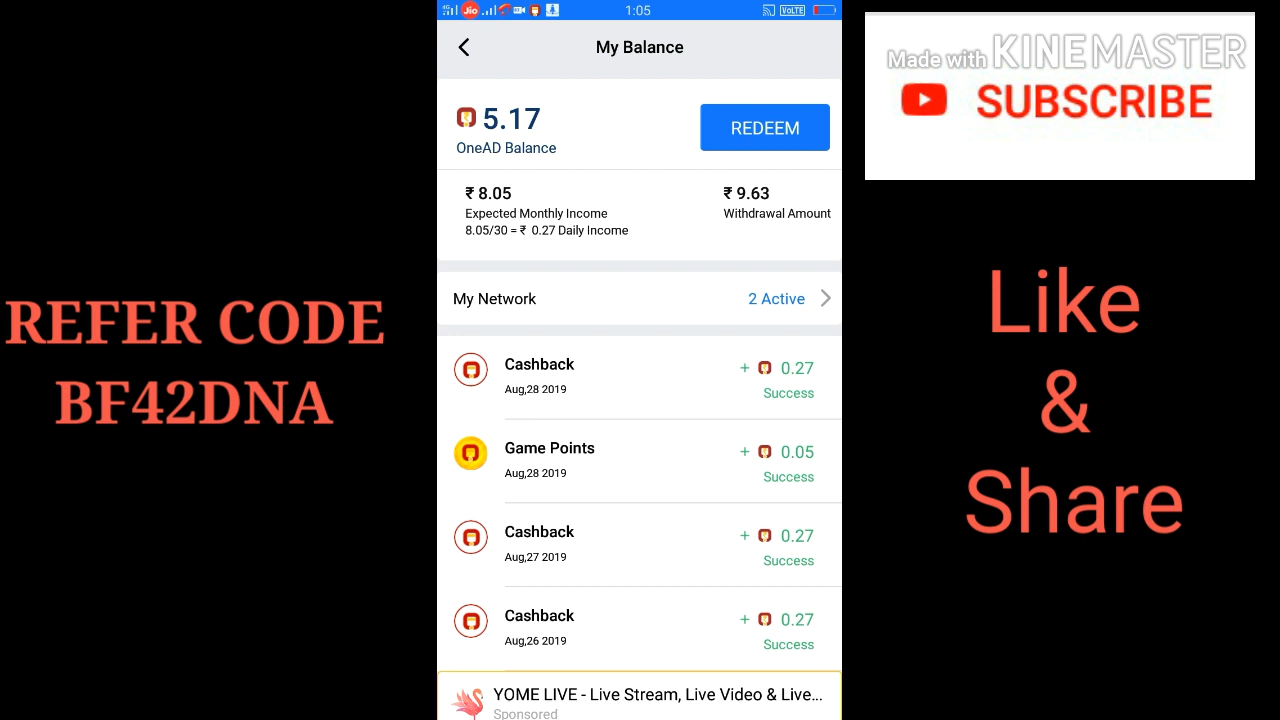 REFER CODE
BF42DNA
4G Jio 1:05 VOLTE
My Balance
5.17
OneAD Balance
REDEEM
₹ 8.05
Expected Monthly Income
8.05/30 = ₹ 0.27 Daily Income
₹ 9.63
Withdrawal Amount
My Network 2 Active
Cashback + 0.27
Aug,28 2019 Success
Game Points + 0.05
Aug,28 2019 Success
Cashback + 0.27
Aug,27 2019 Success
Cashback + 0.27
Aug,26 2019 Success
YOME LIVE - Live Stream, Live Video & Live...
Sponsored
Made with KINEMASTER
SUBSCRIBE
Like
&
Share